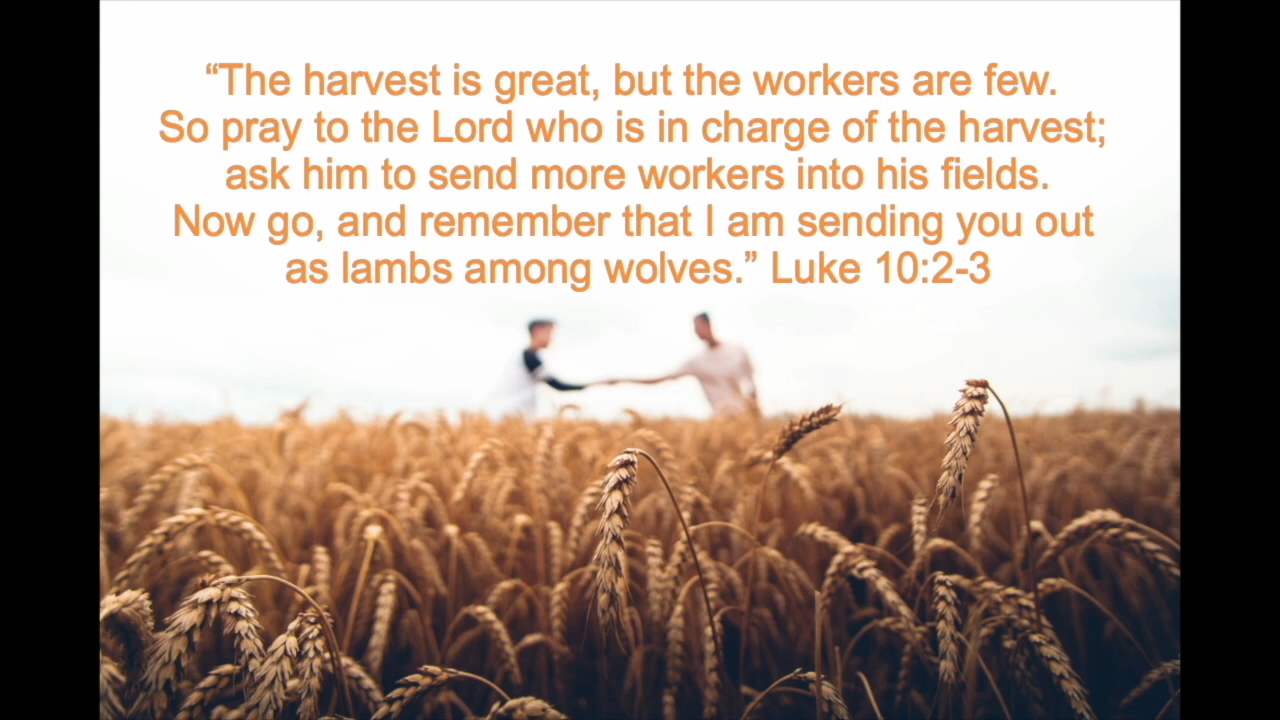 “The harvest is great, but the workers are few.
So pray to the Lord who is in charge of the harvest;
ask him to send more workers into his fields.
Now go, and remember that I am sending you out
as lambs among wolves.” Luke 10:2-3